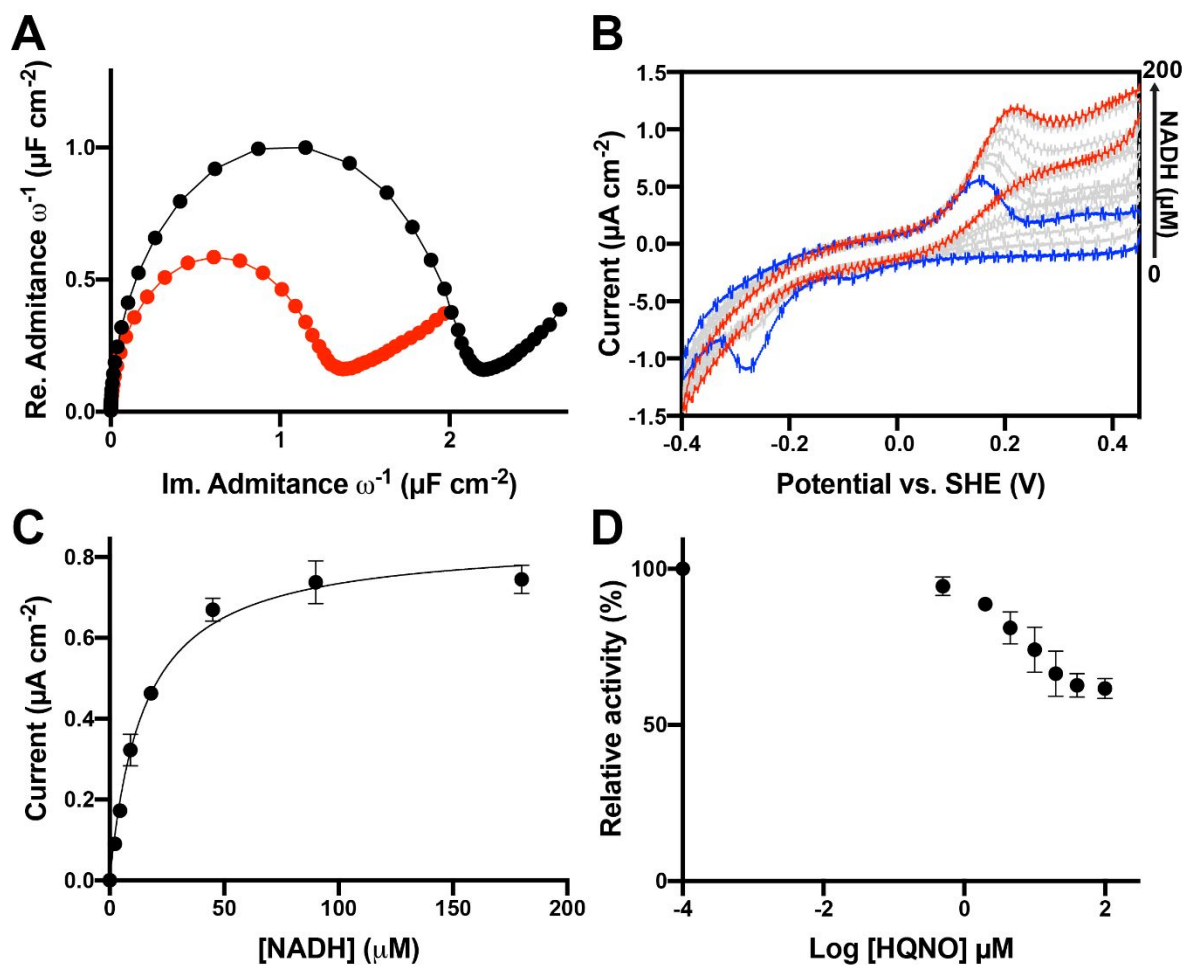 A
Re. Admitance ω-1 (µF cm-2)
1.0
0.5
0.0
0
1
2
Im. Admitance ω-1 (µF cm-2)
B
Current (µA cm-2)
1.5
1.0
5.0
0.0
-5.0
-1.0
-1.5
-0.4
-0.2
0.0
0.2
0.4
Potential vs. SHE (V)
200
NADH (µM)
0
C
Current (µA cm-2)
0.8
0.6
0.4
0.2
0.0
0
50
100
150
200
[NADH] (µM)
D
Relative activity (%)
100
50
0
-4
-2
0
2
Log [HQNO] µM